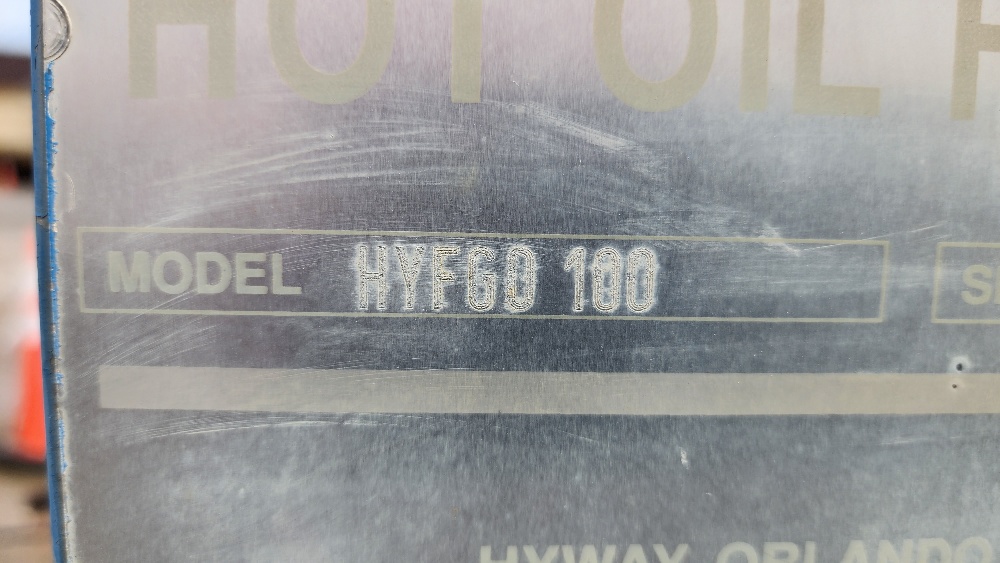 HOT OIL
MODEL HYFGO 100
HYWAY, ORLANDO